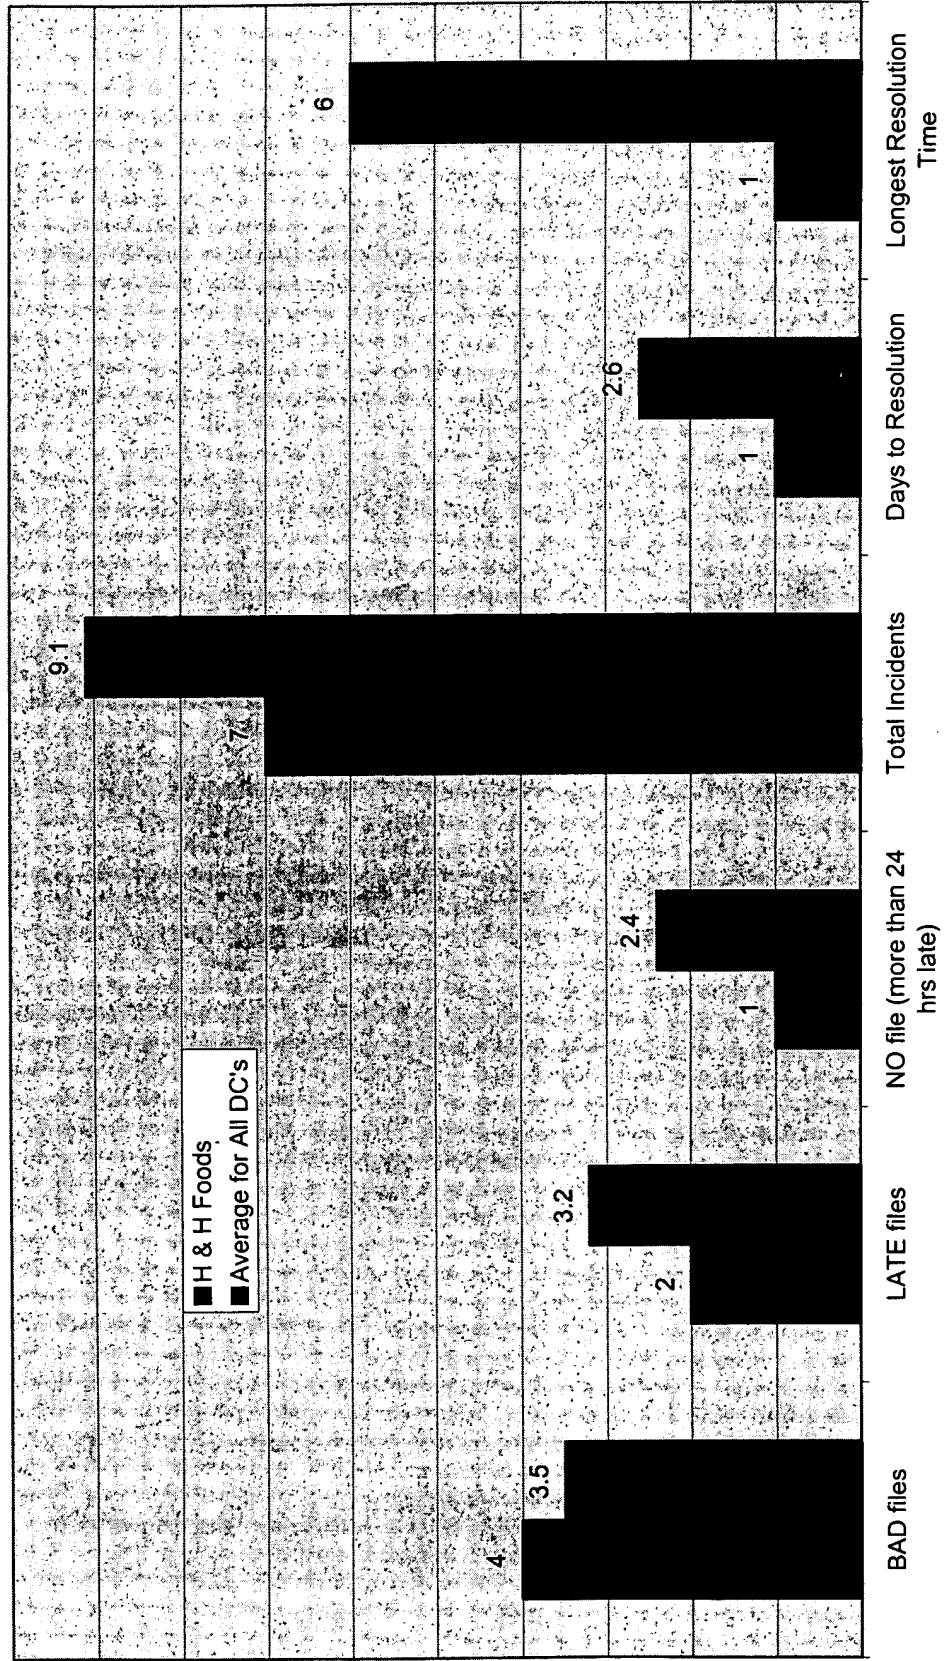 H & H Foods
Average for All DC's
4
3.5
2
3.2
1
2.4
7
9.1
1
2.6
1
6
BAD files
LATE files
NO file (more than 24
hrs late)
Total Incidents
Days to Resolution
Longest Resolution
Time